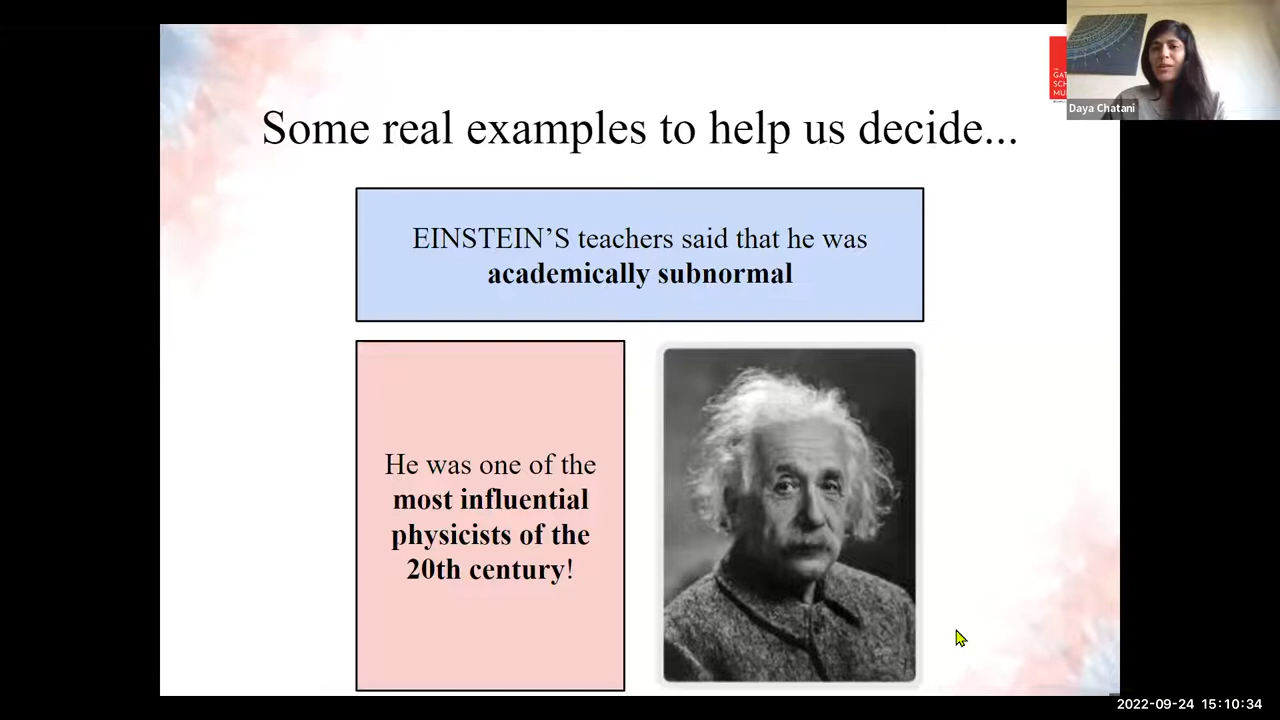 Some real examples to help us decide...
EINSTEIN’S teachers said that he was
academically subnormal
He was one of the
most influential
physicists of the
20th century!
Daya Chatani
2022-09-24 15:10:34